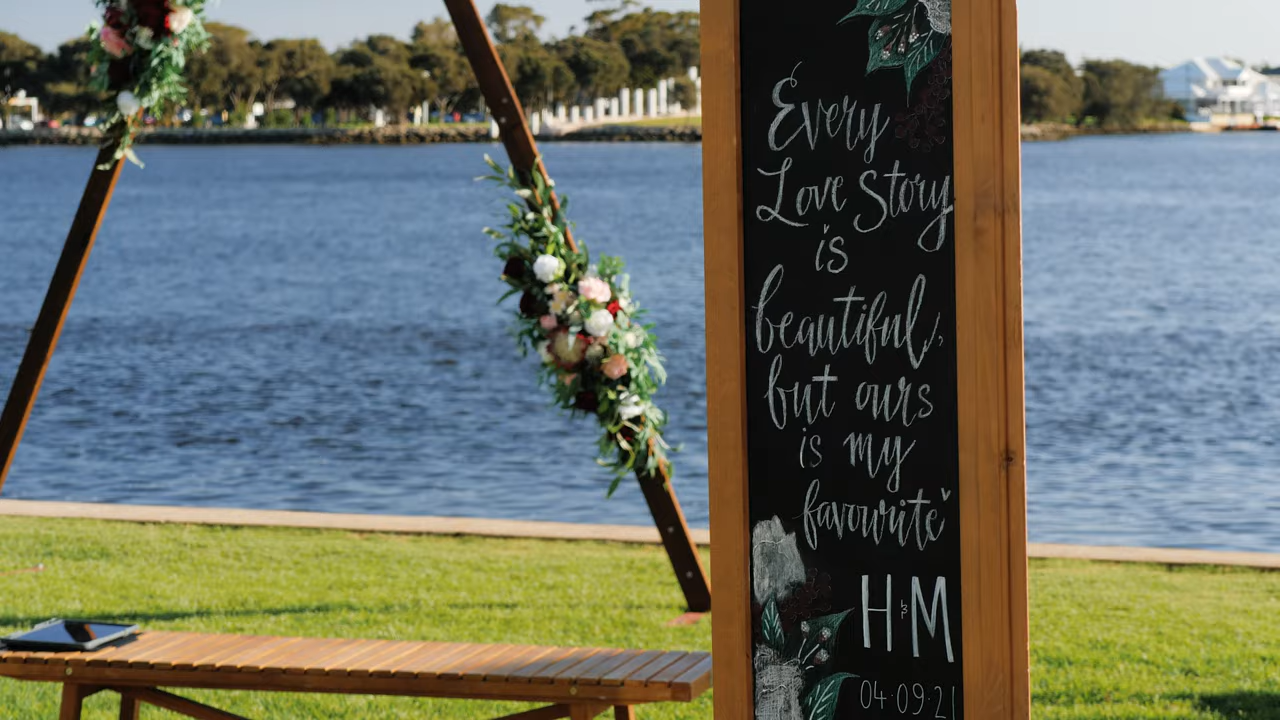 Every
Love Story
is
beautiful,
but ours
is my
favourite
H & M
04·09·21